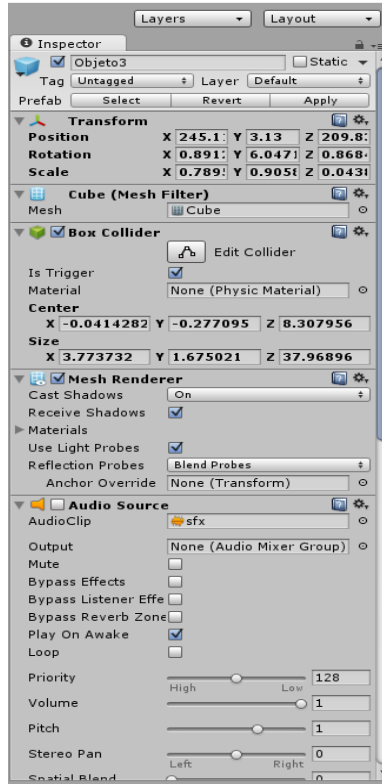 Layers Layout
Inspector
Objeto3 Static
Tag Untagged Layer Default
Prefab Select Revert Apply
Transform
Position X 245.1 Y 3.13 Z 209.8
Rotation X 0.891 Y 6.0471 Z 0.868
Scale X 0.789 Y 0.905 Z 0.043
Cube (Mesh Filter)
Mesh Cube
Box Collider
Edit Collider
Is Trigger
Material None (Physic Material)
Center
X -0.0414282 Y -0.277095 Z 8.307956
Size
X 3.773732 Y 1.675021 Z 37.96896
Mesh Renderer
Cast Shadows On
Receive Shadows
Materials
Use Light Probes
Reflection Probes Blend Probes
Anchor Override None (Transform)
Audio Source
AudioClip sfx
Output None (Audio Mixer Group)
Mute
Bypass Effects
Bypass Listener Effe
Bypass Reverb Zone
Play On Awake
Loop
Priority 128
High Low
Volume 1
Pitch 1
Stereo Pan 0
Left Right
Spatial Blend 0